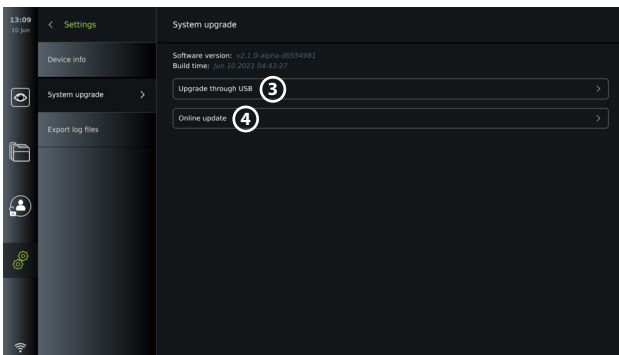 13:09
10 Jun
Settings
Device info
System upgrade
Export log files
System upgrade
Software version: v2.1.0-alpha-d0554981
Build time: Jun 10 2021 04:43:27
Upgrade through USB 3
Online update 4